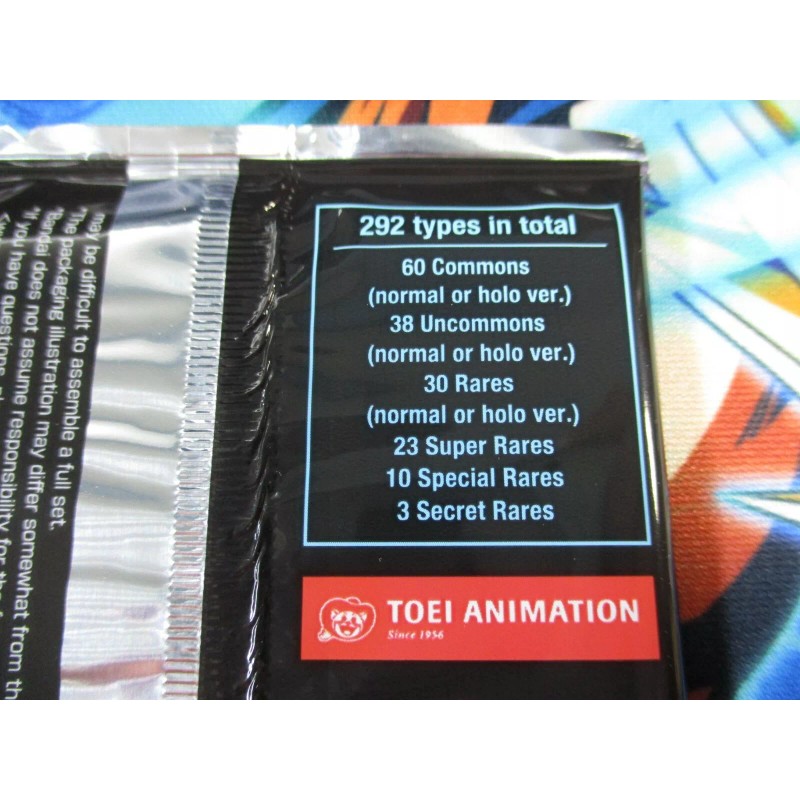 292 types in total
60 Commons
(normal or holo ver.)
38 Uncommons
(normal or holo ver.)
30 Rares
(normal or holo ver.)
23 Super Rares
10 Special Rares
3 Secret Rares
TOEI ANIMATION
Since 1956
may be difficult to assemble a full set.
*The packaging illustration may differ somewhat from th
*Bandai does not assume responsibility for the
*If you have questions